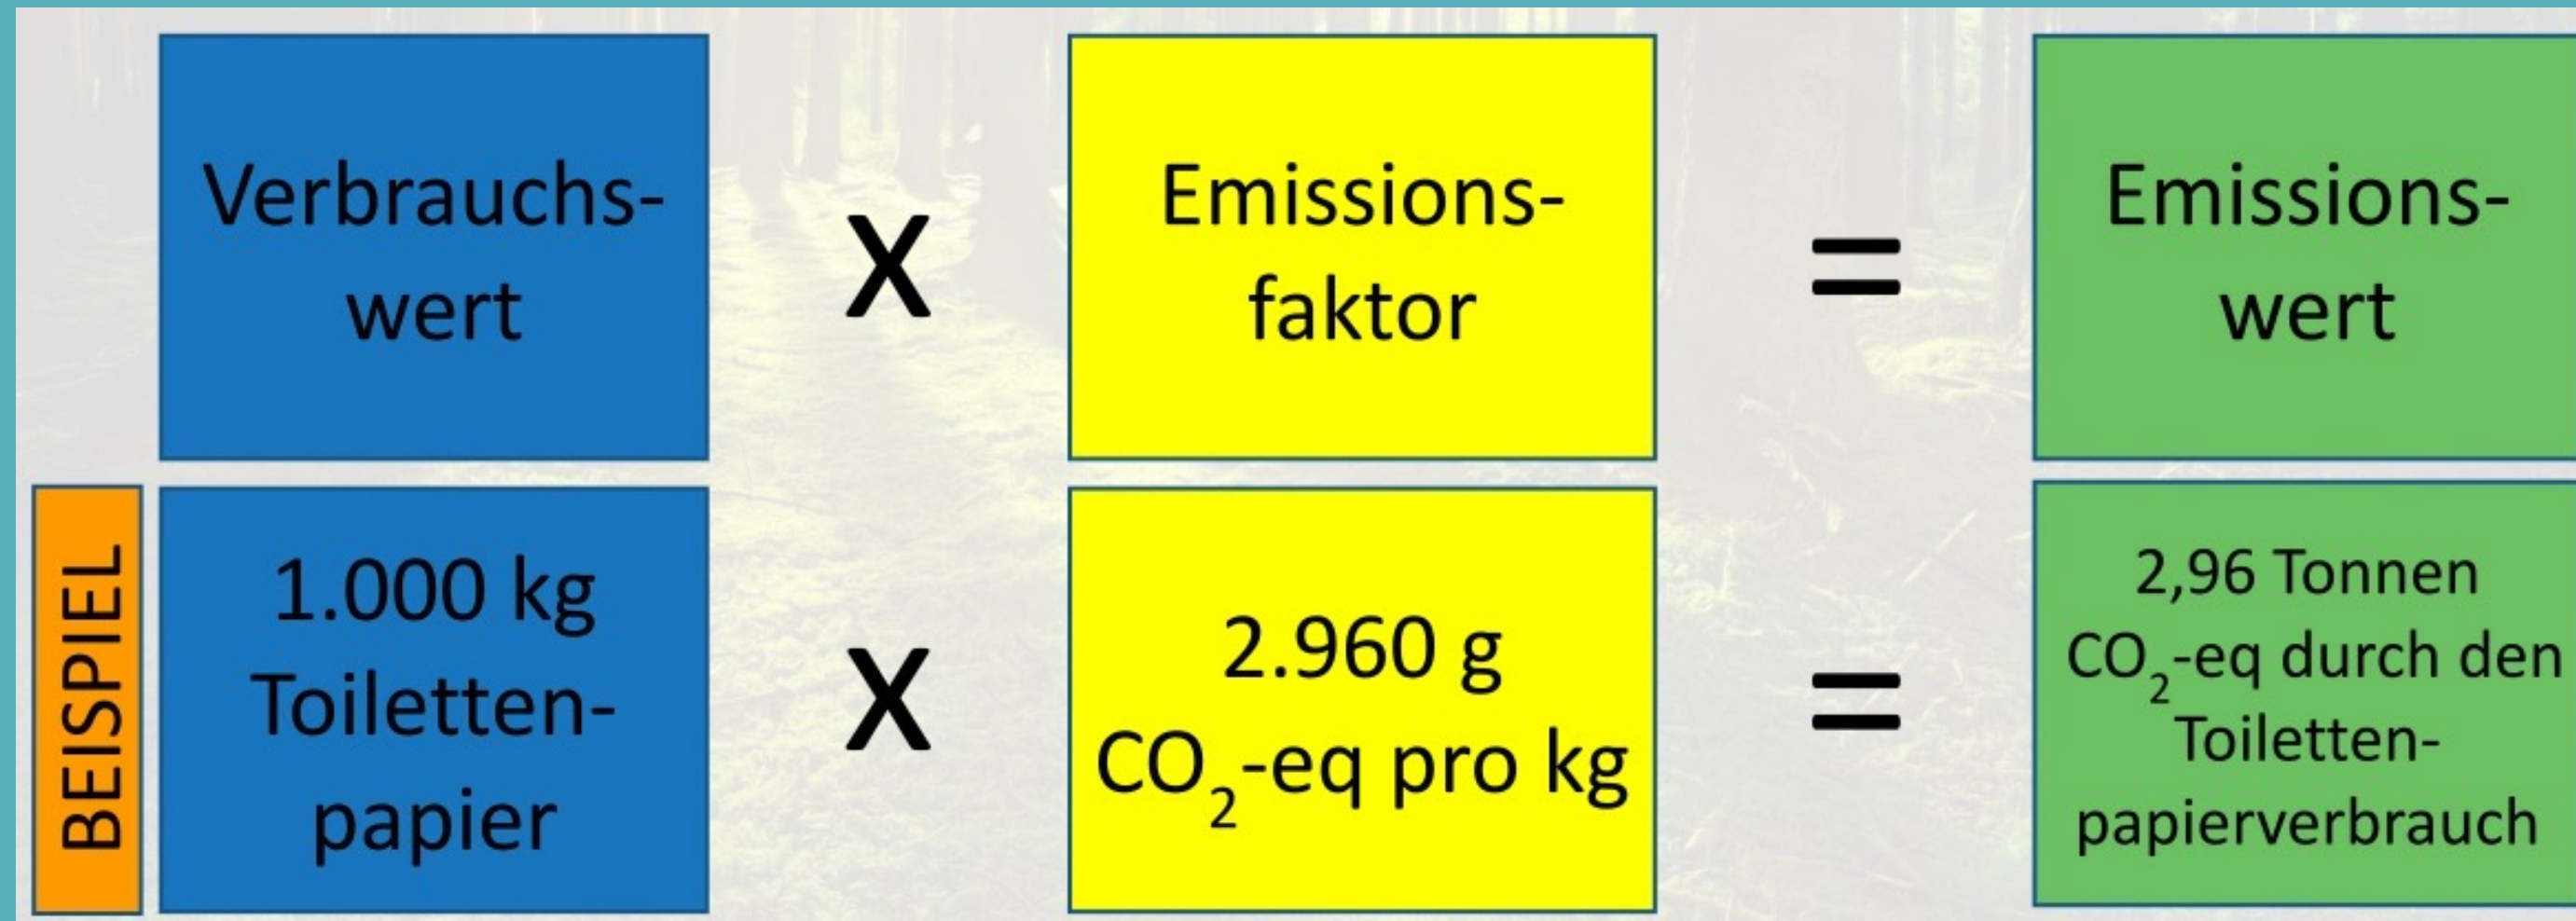 Verbrauchs-
wert
X
Emissions-
faktor
=
Emissions-
wert
BEISPIEL
1.000 kg
Toiletten-
papier
X
2.960 g
CO₂-eq pro kg
=
2,96 Tonnen
CO₂-eq durch den
Toiletten-
papierverbrauch